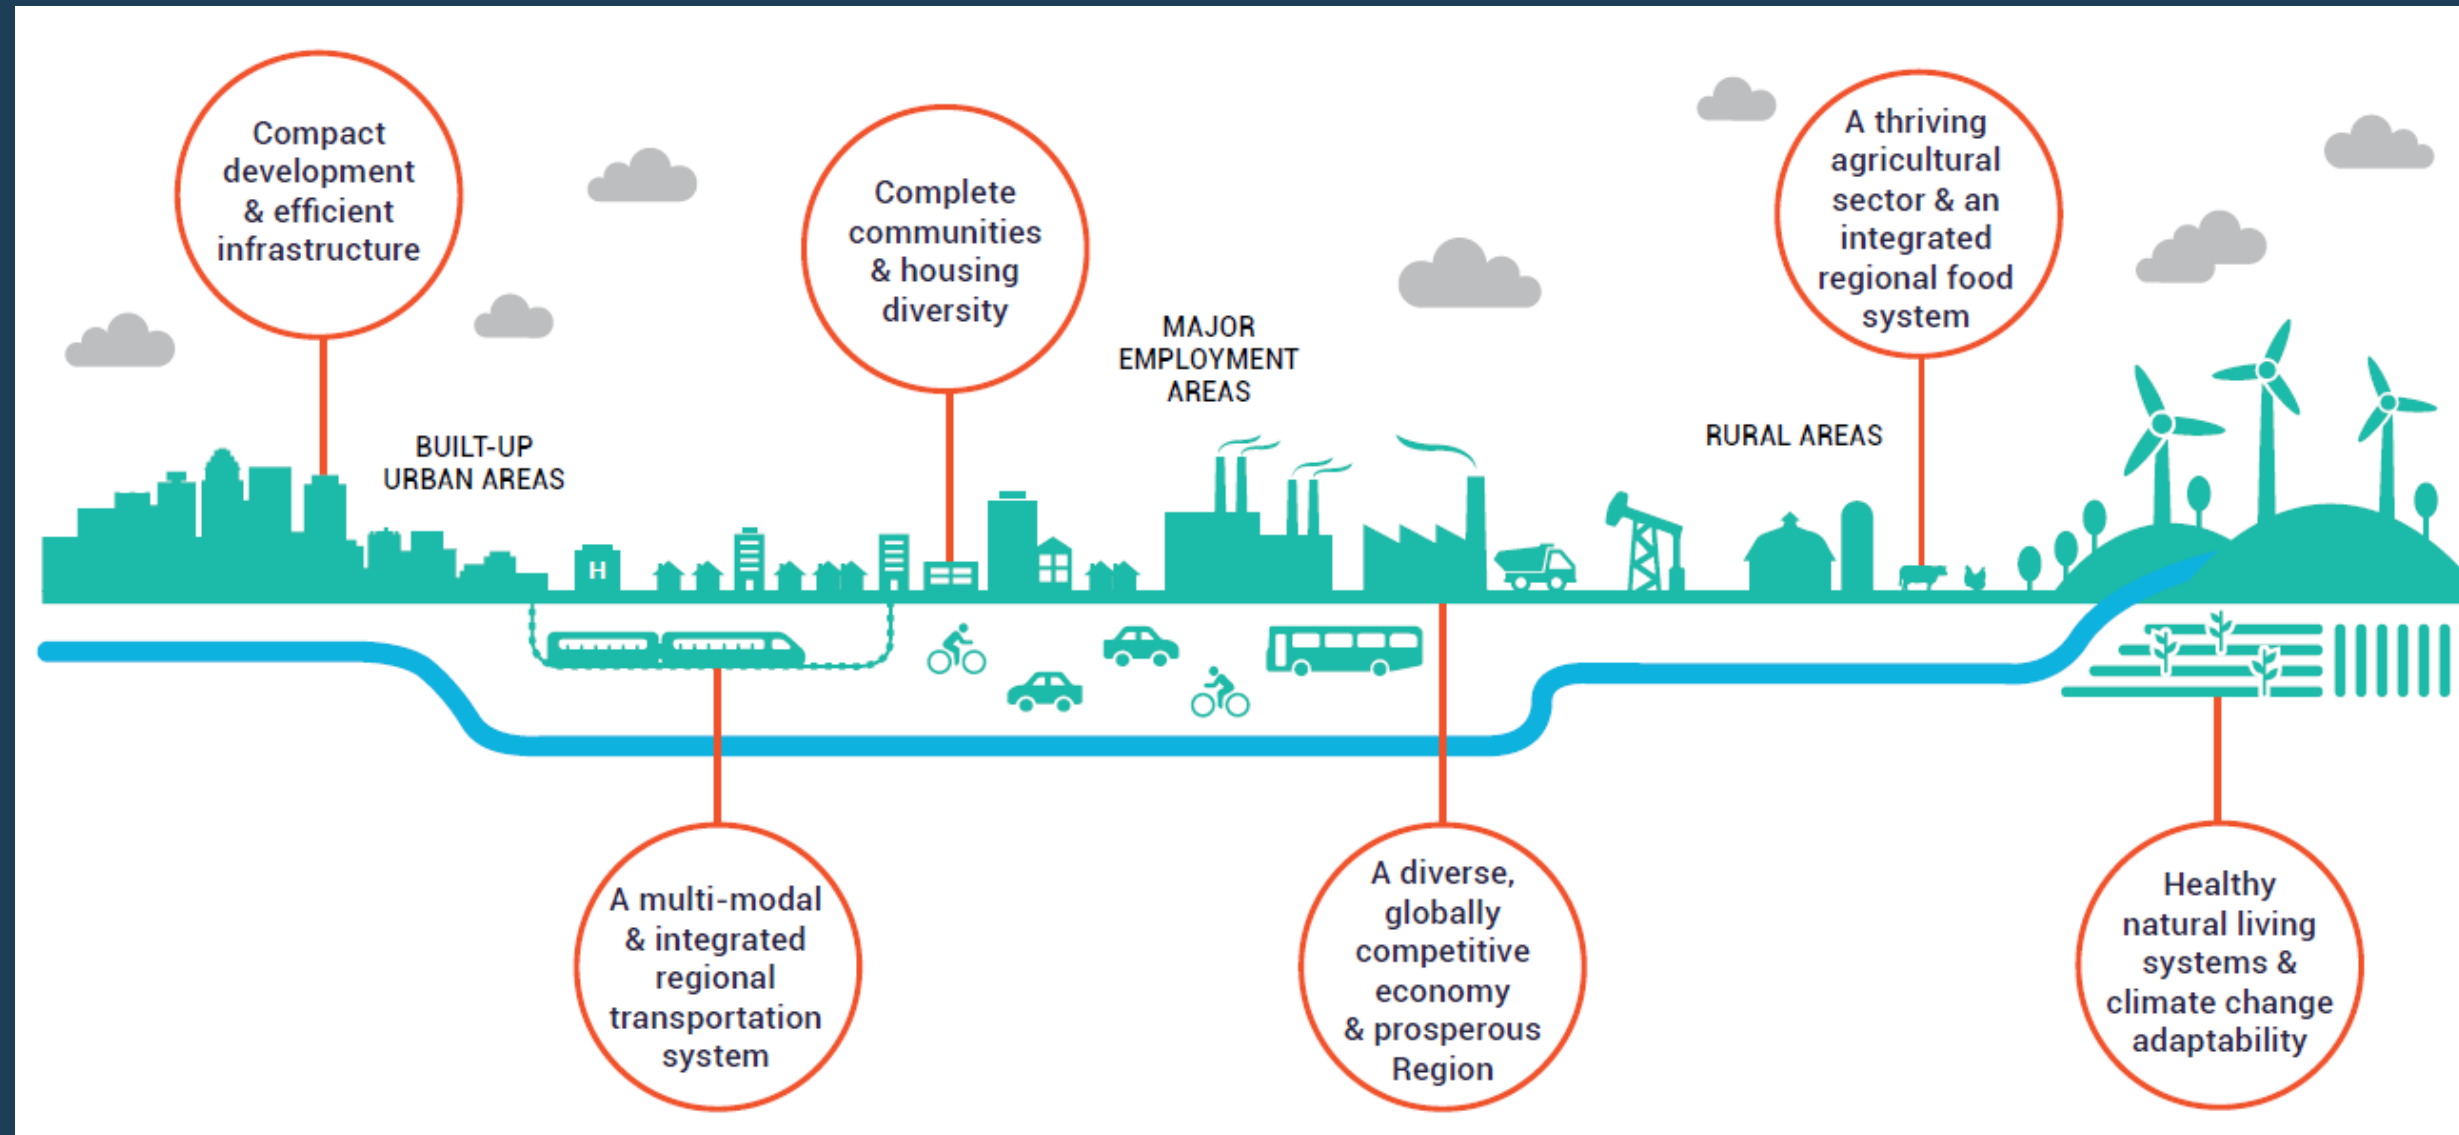 Compact
development
& efficient
infrastructure
BUILT-UP
URBAN AREAS
Complete
communities
& housing
diversity
MAJOR
EMPLOYMENT
AREAS
A thriving
agricultural
sector & an
integrated
regional food
system
RURAL AREAS
H
A multi-modal
& integrated
regional
transportation
system
A diverse,
globally
competitive
economy
& prosperous
Region
Healthy
natural living
systems &
climate change
adaptability